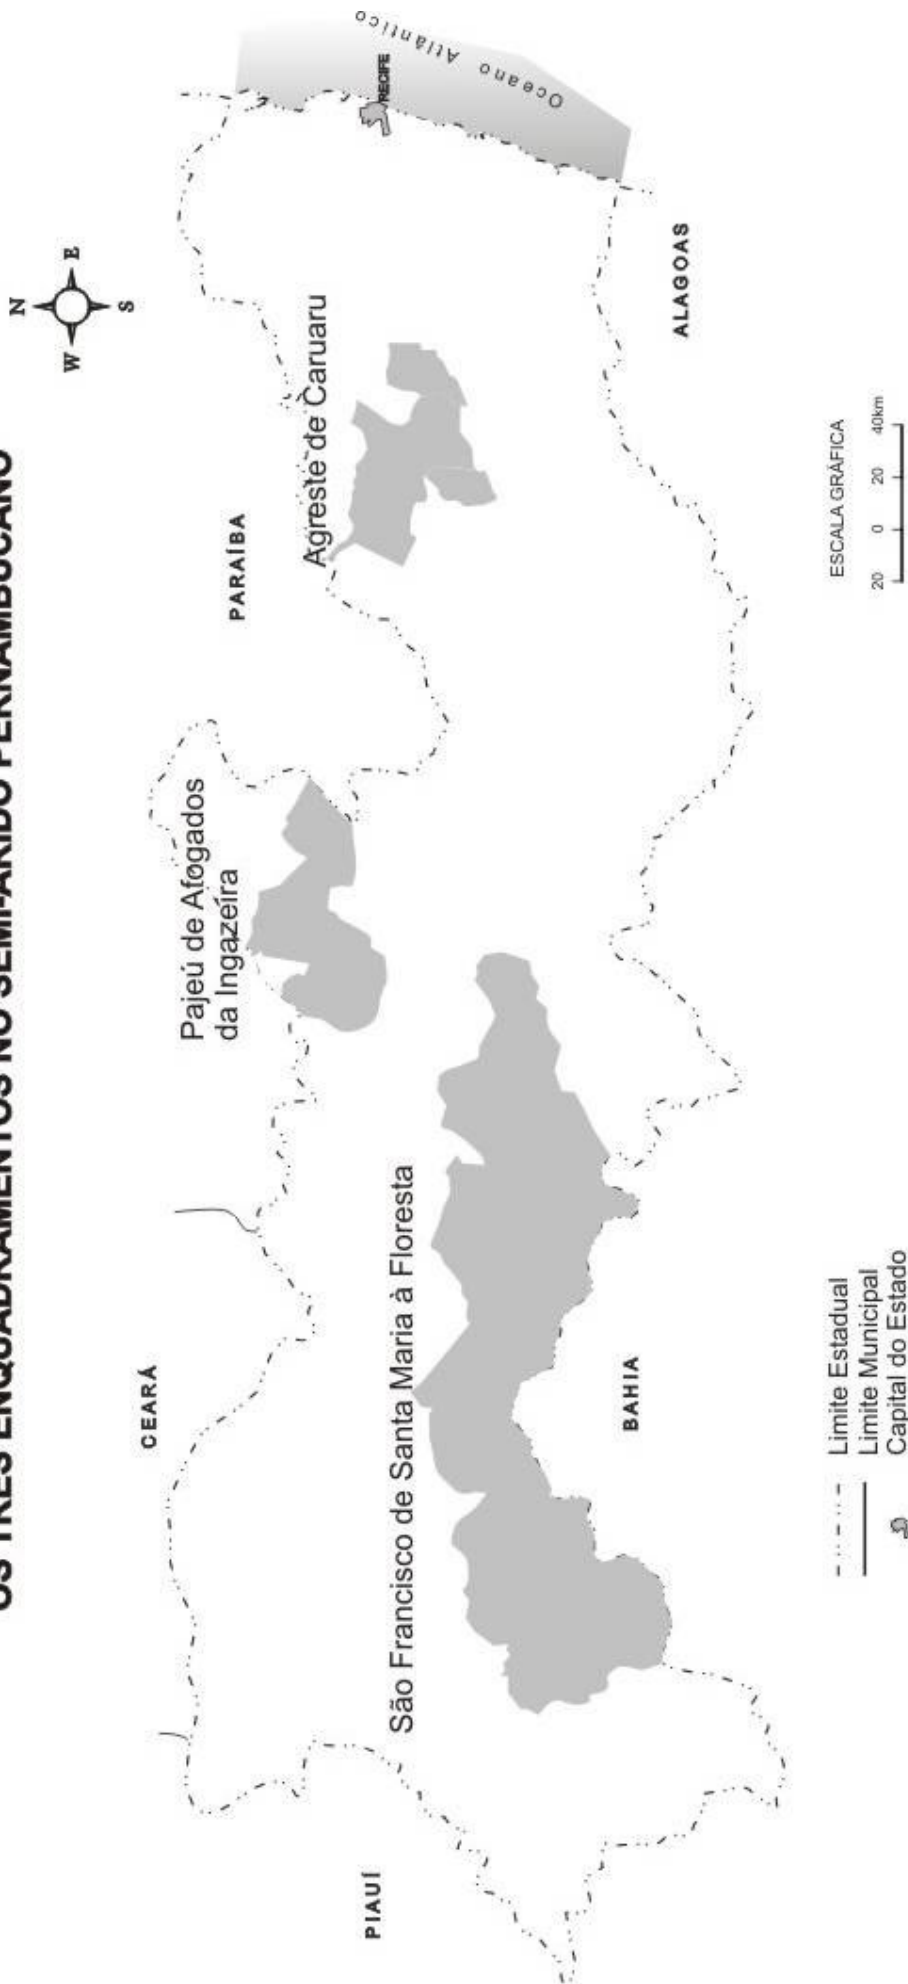 OS TRÊS ENQUADRAMENTOS NO SEMI-ÁRIDO PERNAMBUCANO
N
W E
S
CEARÁ
PARAÍBA
Pajeú de Afogados
da Ingazeíra
Agreste de Caruaru
RECIFE
Oceano Atlântico
PIAUÍ
São Francisco de Santa Maria à Floresta
BAHIA
ALAGOAS
Limite Estadual
Limite Municipal
Capital do Estado
ESCALA GRÁFICA
20 0 20 40km